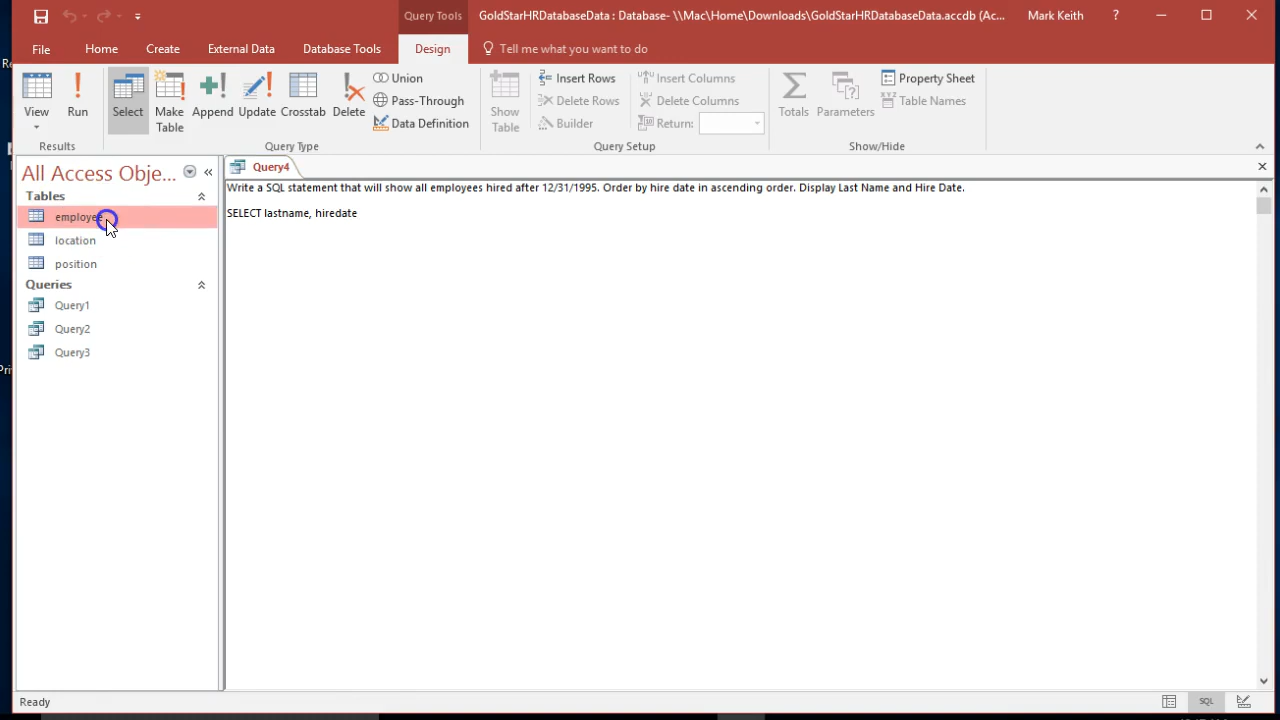 Query Tools
GoldStarHRDatabaseData : Database- \\Mac\Home\Downloads\GoldStarHRDatabaseData.accdb (Ac...
Mark Keith
?
File
Home
Create
External Data
Database Tools
Design
Tell me what you want to do
View
Run
Select
Make Table
Append
Update
Crosstab
Delete
Union
Pass-Through
Data Definition
Show Table
Insert Rows
Delete Rows
Builder
Insert Columns
Delete Columns
Return:
Totals
Parameters
Property Sheet
Table Names
Results
Query Type
Query Setup
Show/Hide
All Access Obje...
Tables
employee
location
position
Queries
Query1
Query2
Query3
Query4
Write a SQL statement that will show all employees hired after 12/31/1995. Order by hire date in ascending order. Display Last Name and Hire Date.
SELECT lastname, hiredate
Ready
SQL